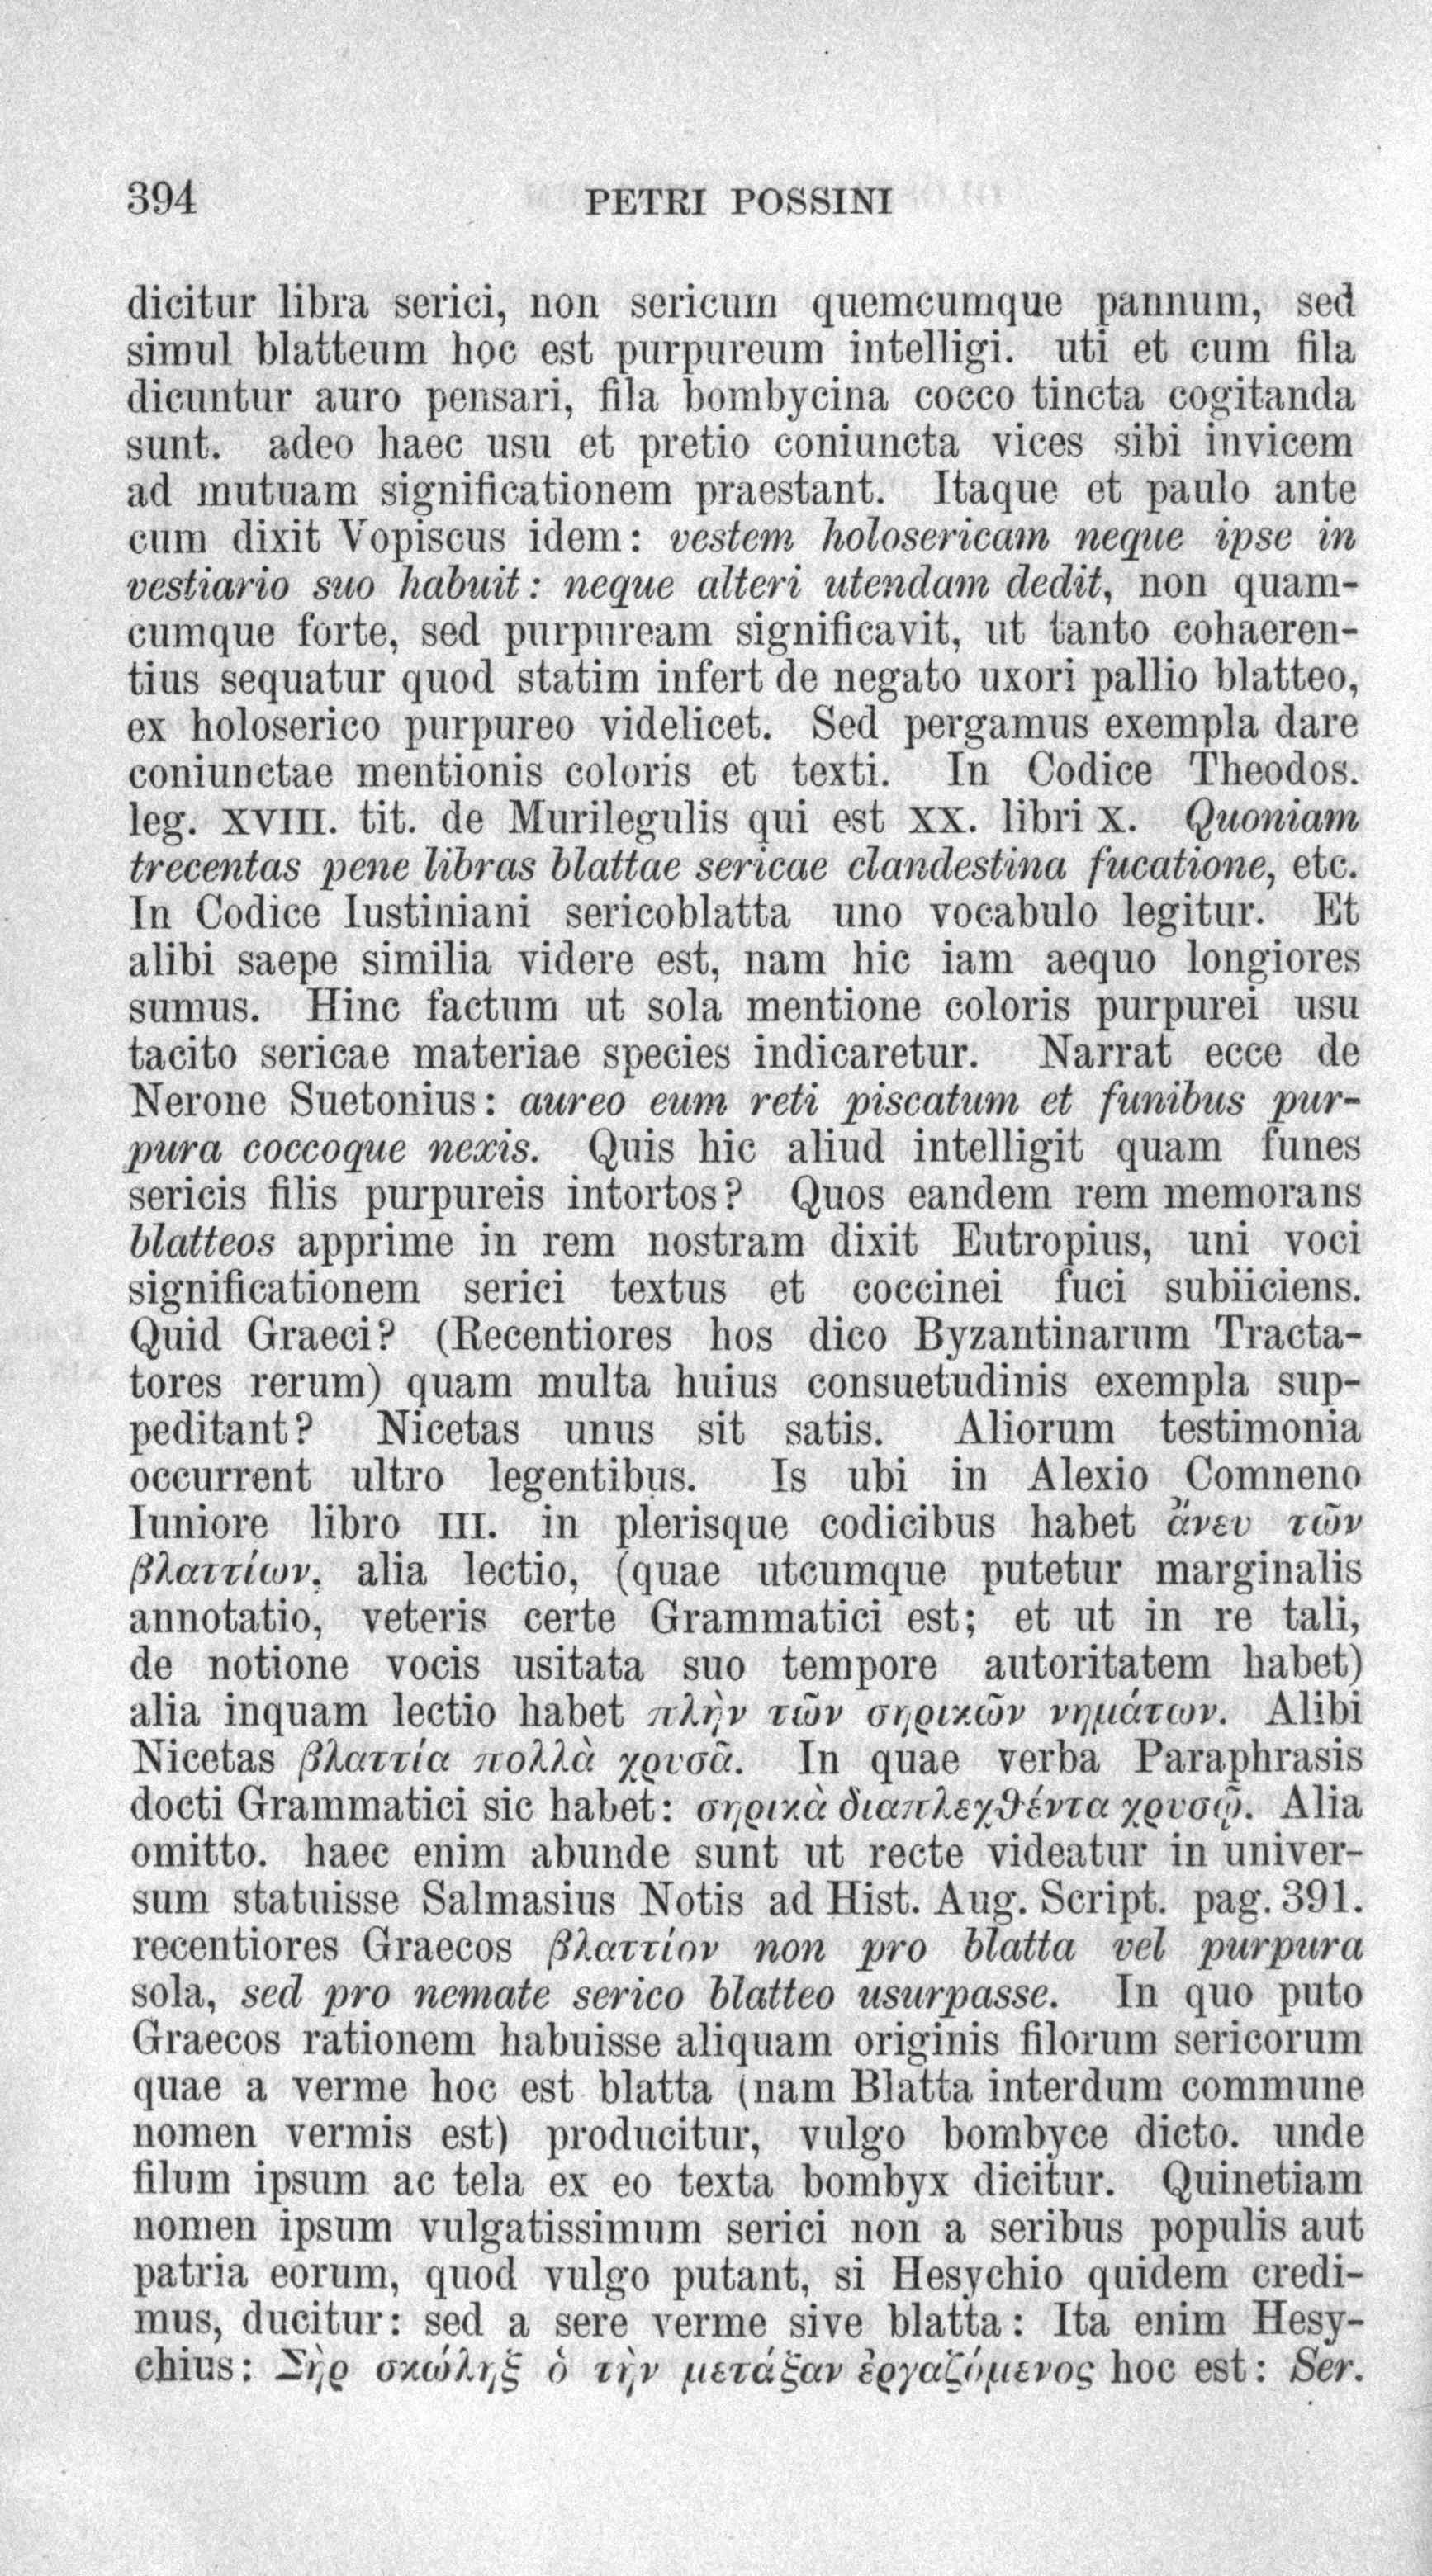 394 PETRI POSSINI
dicitur libra serici, non sericum quemcumque pannum, sed
simul blatteum hoc est purpureum intelligi. uti et cum fila
dicuntur auro pensari, fila bombycina cocco tincta cogitanda
sunt. adeo haec usu et pretio coniuncta vices sibi invicem
ad mutuam significationem praestant. Itaque et paulo ante
cum dixit Vopiscus idem: vestem holosericam neque ipse in
vestiario suo habuit: neque alteri utendam dedit, non quam-
cumque forte, sed purpuream significavit, ut tanto cohaeren-
tius sequatur quod statim infert de negato uxori pallio blatteo,
ex holoserico purpureo videlicet. Sed pergamus exempla dare
coniunctae mentionis coloris et texti. In Codice Theodos.
leg. XVIII. tit. de Murilegulis qui est XX. libri X. Quoniam
trecentas pene libras blattae sericae clandestina fucatione, etc.
In Codice Iustiniani sericoblatta uno vocabulo legitur. Et
alibi saepe similia videre est, nam hic iam aequo longiores
sumus. Hinc factum ut sola mentione coloris purpurei usu
tacito sericae materiae species indicaretur. Narrat ecce de
Nerone Suetonius: aureo eum reti piscatum et funibus pur-
pura coccoque nexis. Quis hic aliud intelligit quam funes
sericis filis purpureis intortos? Quos eandem rem memorans
blatteos apprime in rem nostram dixit Eutropius, uni voci
significationem serici textus et coccinei fuci subiiciens.
Quid Graeci? (Recentiores hos dico Byzantinarum Tracta-
tores rerum) quam multa huius consuetudinis exempla sup-
peditant? Nicetas unus sit satis. Aliorum testimonia
occurrent ultro legentibus. Is ubi in Alexio Comneno
Iuniore libro III. in plerisque codicibus habet ἄνευ τῶν
βλαττίων, alia lectio, (quae utcumque putetur marginalis
annotatio, veteris certe Grammatici est; et ut in re tali,
de notione vocis usitata suo tempore autoritatem habet)
alia inquam lectio habet πλὴν τῶν σηρικῶν νημάτων. Alibi
Nicetas βλαττία πολλὰ χρυσᾶ. In quae verba Paraphrasis
docti Grammatici sic habet: σηρικὰ διαπλεχθέντα χρυσῷ. Alia
omitto. haec enim abunde sunt ut recte videatur in univer-
sum statuisse Salmasius Notis ad Hist. Aug. Script. pag. 391.
recentiores Graecos βλαττίον non pro blatta vel purpura
sola, sed pro nemate serico blatteo usurpasse. In quo puto
Graecos rationem habuisse aliquam originis filorum sericorum
quae a verme hoc est blatta (nam Blatta interdum commune
nomen vermis est) producitur, vulgo bombyce dicto. unde
filum ipsum ac tela ex eo texta bombyx dicitur. Quinetiam
nomen ipsum vulgatissimum serici non a seribus populis aut
patria eorum, quod vulgo putant, si Hesychio quidem credi-
mus, ducitur: sed a sere verme sive blatta: Ita enim Hesy-
chius: Σὴρ σκώληξ ὁ τὴν μετάξαν ἐργαζόμενος hoc est: Ser.